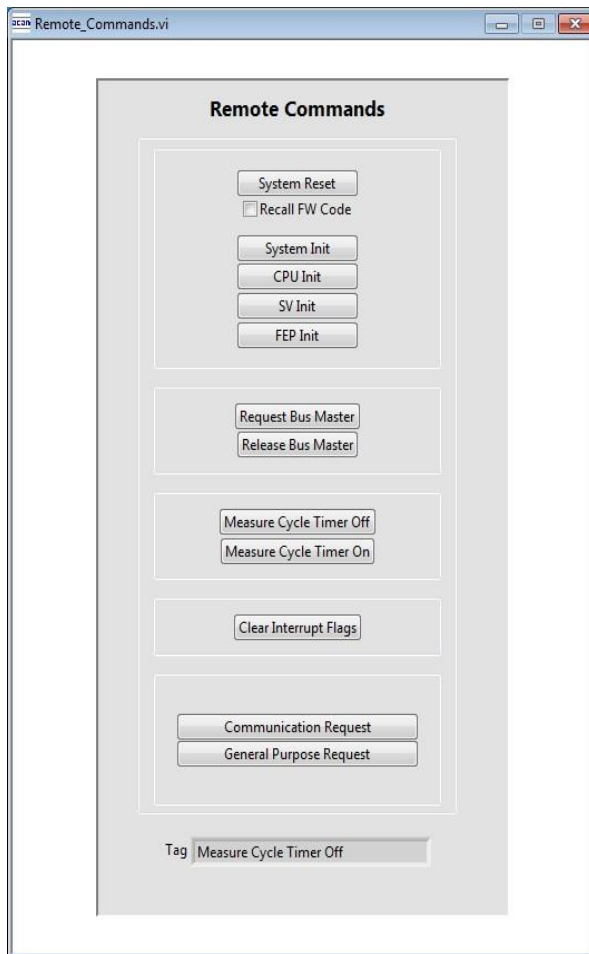 acan Remote_Commands.vi
Remote Commands
System Reset
Recall FW Code
System Init
CPU Init
SV Init
FEP Init
Request Bus Master
Release Bus Master
Measure Cycle Timer Off
Measure Cycle Timer On
Clear Interrupt Flags
Communication Request
General Purpose Request
Tag Measure Cycle Timer Off